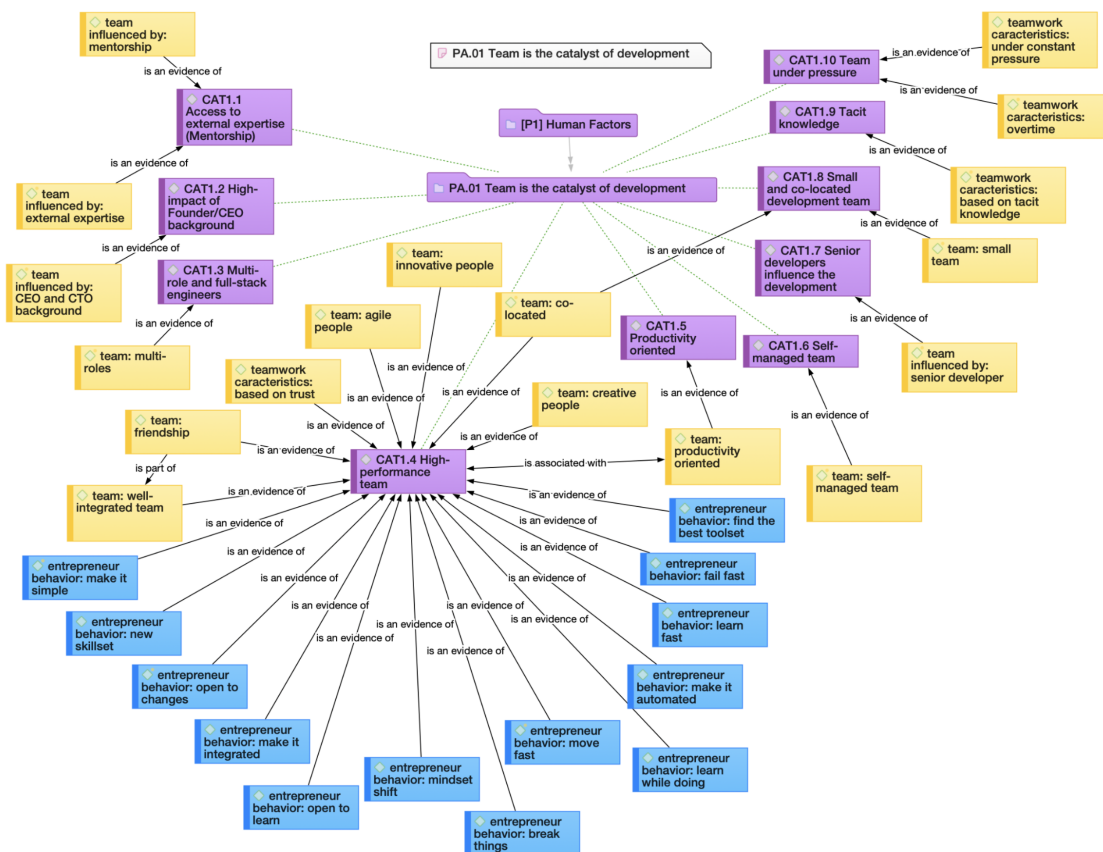 team
influenced by:
mentorship
is an evidence of
PA.01 Team is the catalyst of development
teamwork
caracteristics:
under constant
pressure
is an evidence of
CAT1.10 Team
under pressure
is an evidence of
teamwork
caracteristics:
overtime
CAT1.1
Access to
external expertise
(Mentorship)
[P1] Human Factors
CAT1.9 Tacit
knowledge
is an evidence of
is an evidence of
team
influenced by:
external expertise
CAT1.2 High-
impact of
Founder/CEO
background
PA.01 Team is the catalyst of development
CAT1.8 Small
and co-located
development team
teamwork
caracteristics:
based on tacit
knowledge
is an evidence of
is an evidence of
is an evidence of
team: small
team
team
influenced by:
CEO and CTO
background
CAT1.3 Multi-
role and full-stack
engineers
team:
innovative people
CAT1.7 Senior
developers
influence the
development
is an evidence of
team: agile
people
team: co-
located
CAT1.5
Productivity
oriented
CAT1.6 Self-
managed team
is an evidence of
team: multi-
roles
team
influenced by:
senior developer
teamwork
caracteristics:
based on trust
is an evidence of
is an evidence of
is an evidence of
team: creative
people
is an evidence of
is an evidence of
team:
friendship
is an evidence of
is an evidence of
is an evidence of
team:
productivity
oriented
is part of
CAT1.4 High-
performance
team
is associated with
team: self-
managed team
team: well-
integrated team
is an evidence of
is an evidence of
entrepreneur
behavior: find the
best toolset
is an evidence of
is an evidence of
entrepreneur
behavior: make it
simple
is an evidence of
is an evidence of
entrepreneur
behavior: fail fast
is an evidence of
is an evidence of
entrepreneur
behavior: new
skillset
is an evidence of
is an evidence of
is an evidence of
is an evidence of
entrepreneur
behavior: learn
fast
is an evidence of
is an evidence of
is an evidence of
entrepreneur
behavior: open to
changes
entrepreneur
behavior: make it
automated
entrepreneur
behavior: make it
integrated
entrepreneur
behavior: move
fast
entrepreneur
behavior: mindset
shift
entrepreneur
behavior: learn
while doing
entrepreneur
behavior: open to
learn
entrepreneur
behavior: break
things